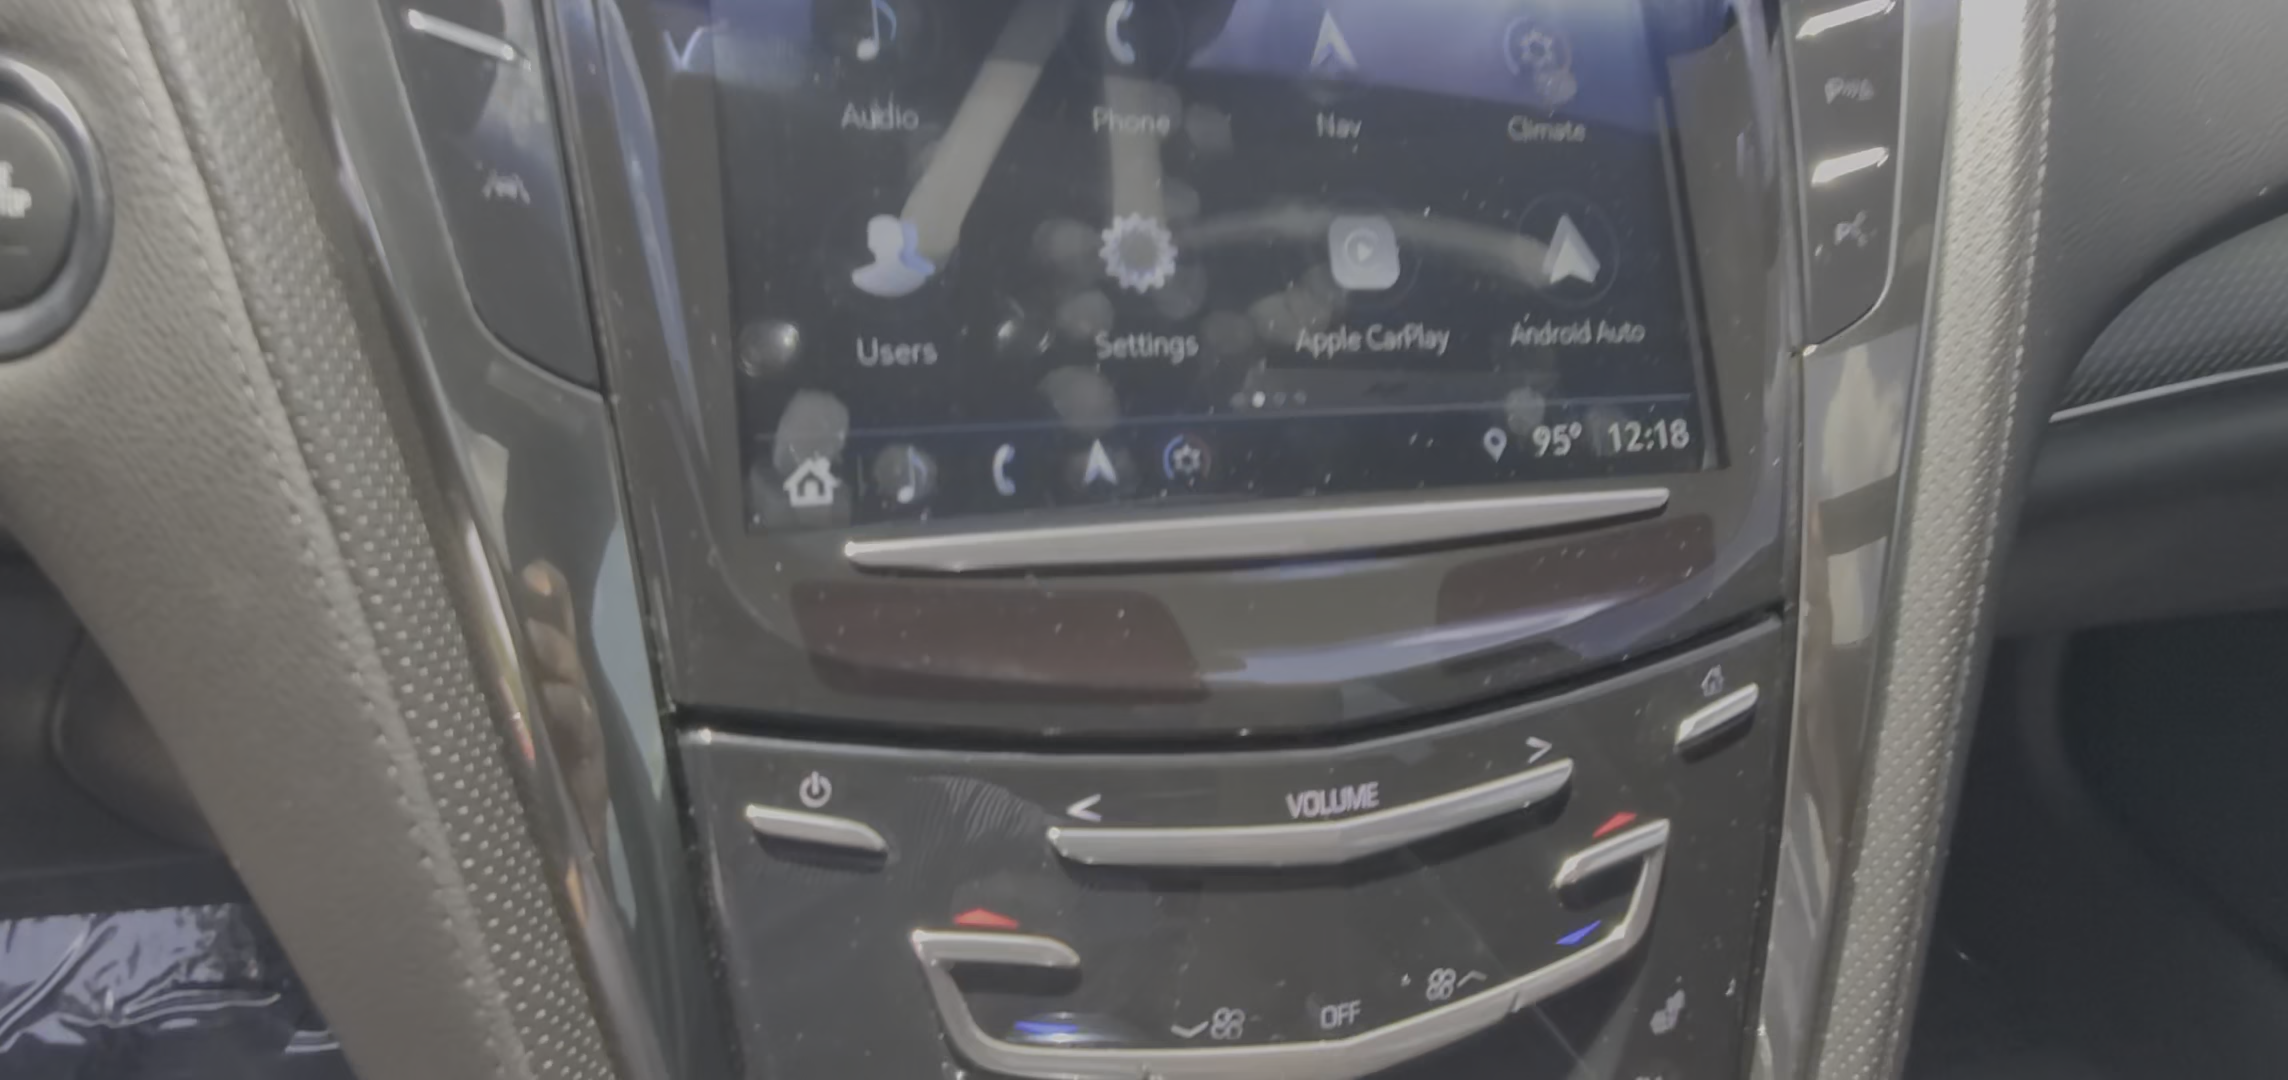 Audio
Phone
Nav
Climate
Users
Settings
Apple CarPlay
Android Auto
95° 12:18
< VOLUME >
OFF